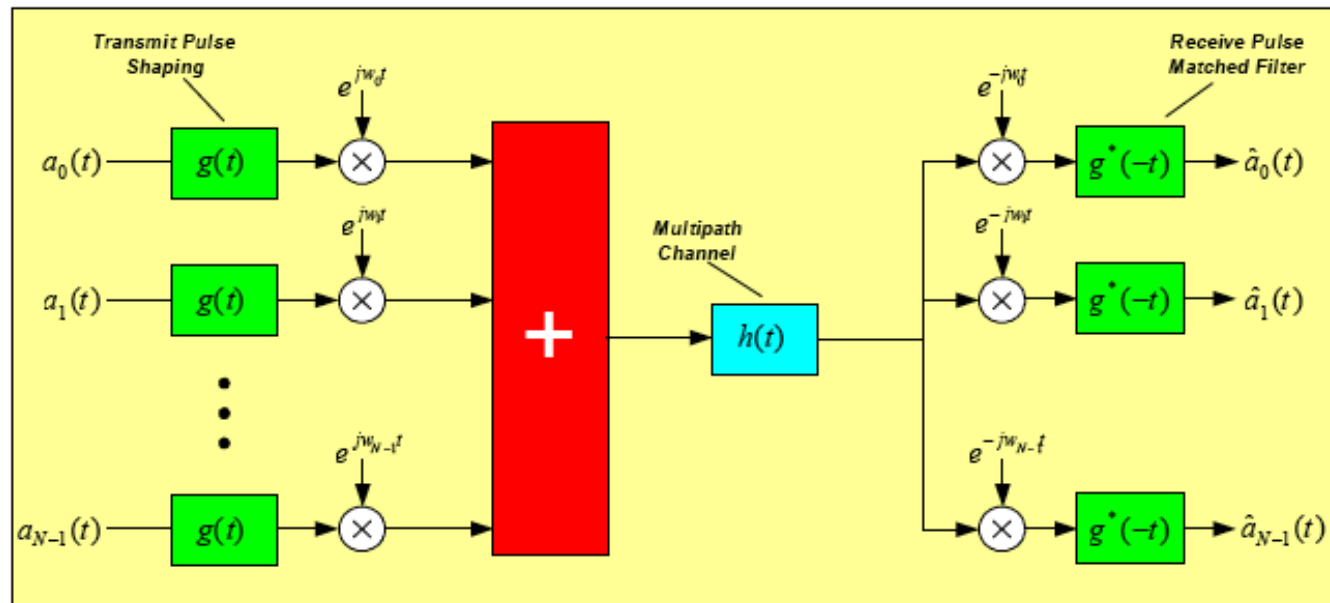 Transmit Pulse
Shaping
Receive Pulse
Matched Filter
e^{jw_0t}
e^{-jw_0t}
a_0(t)
g(t)
×
×
g^*(-t)
â_0(t)
e^{jw_1t}
e^{-jw_1t}
Multipath
Channel
a_1(t)
g(t)
×
×
g^*(-t)
â_1(t)
+
h(t)
e^{jw_{N-1}t}
e^{-jw_{N-1}t}
a_{N-1}(t)
g(t)
×
×
g^*(-t)
â_{N-1}(t)